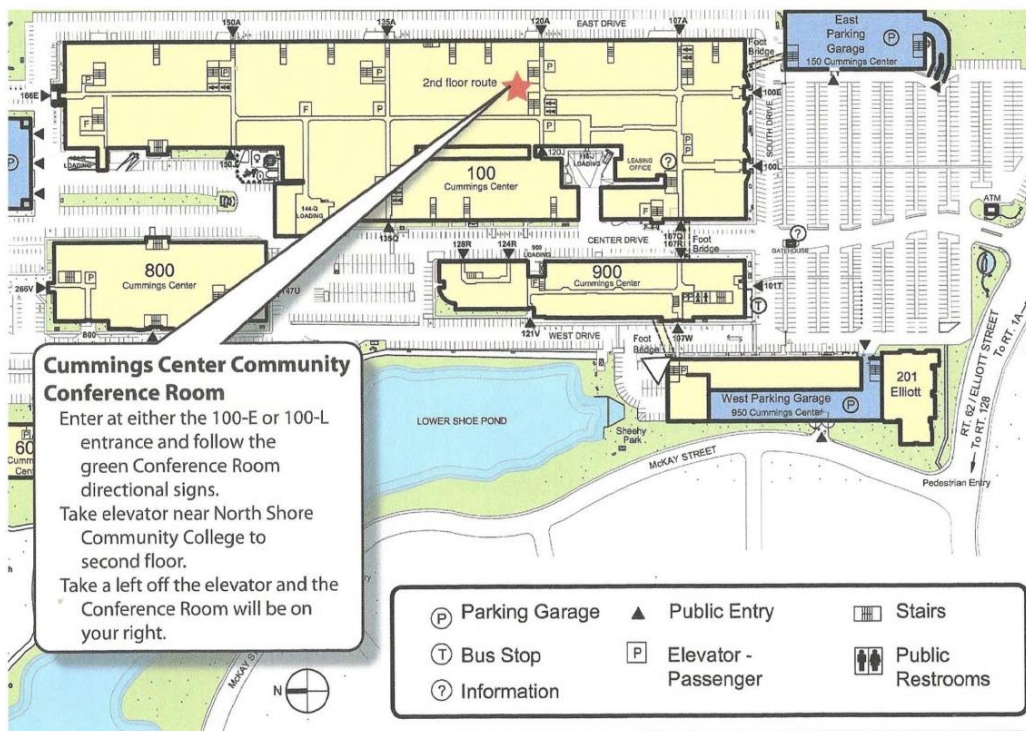 150A
135A
120A
EAST DRIVE
107A
East
Parking
Garage
150 Cummings Center
Foot
Bridge
2nd floor route
166E
100E
SOUTH DRIVE
150J
LOADING
120J
LEASING
OFFICE
100L
100
Cummings Center
144-Q
LOADING
135Q
CENTER DRIVE
107Q
107R
Foot
Bridge
GATEHOUSE
ATM
128R
124R
900
LOADING
800
Cummings Center
900
Cummings Center
266V
147U
101T
800
121V
WEST DRIVE
Foot
Bridge
107W
201
Elliott
West Parking Garage
950 Cummings Center
LOWER SHOE POND
Sheehy
Park
McKAY STREET
RT. 62 / ELLIOTT STREET
To RT. 1A
To RT. 128
Pedestrian Entry
Cummings Center Community
Conference Room
Enter at either the 100-E or 100-L
entrance and follow the
green Conference Room
directional signs.
Take elevator near North Shore
Community College to
second floor.
Take a left off the elevator and the
Conference Room will be on
your right.
McKAY
N
P Parking Garage
Public Entry
Stairs
T Bus Stop
P Elevator -
Passenger
Public
Restrooms
? Information